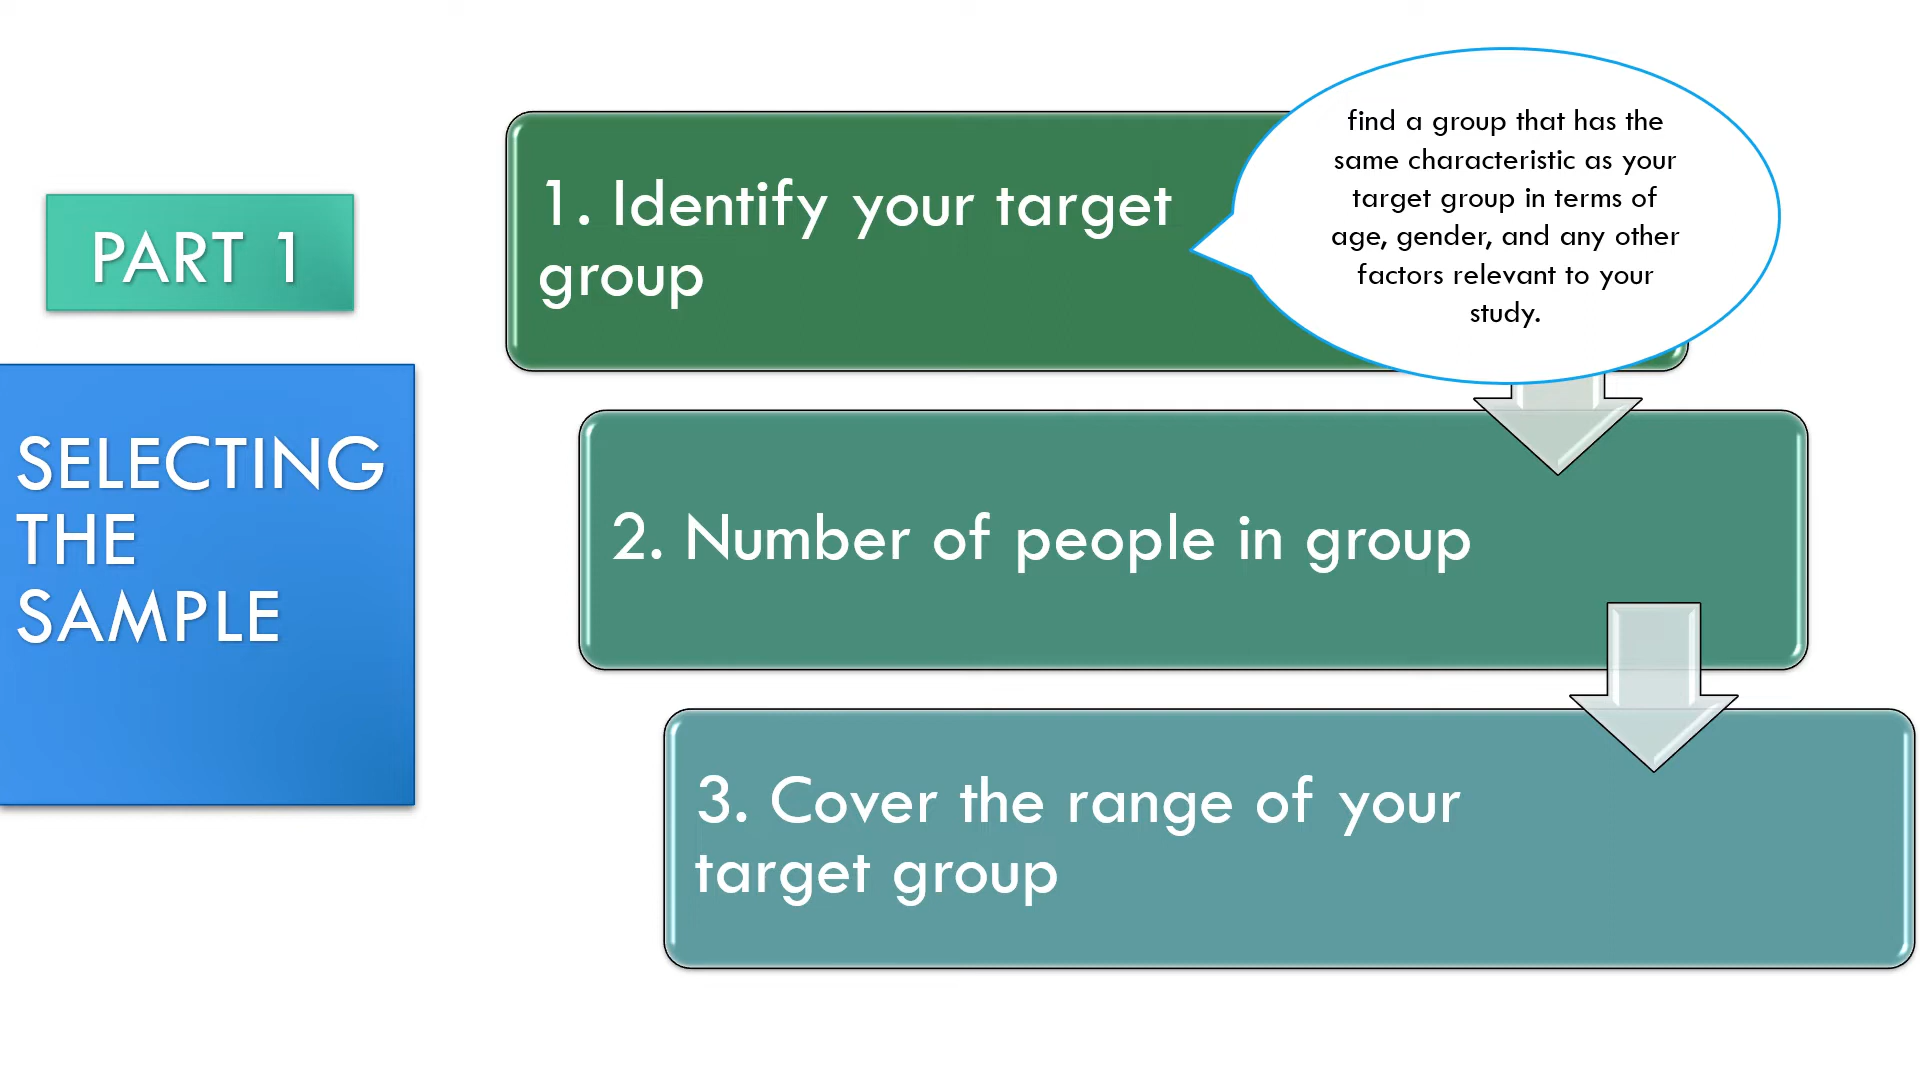 PART 1
SELECTING
THE
SAMPLE
1. Identify your target
group
find a group that has the
same characteristic as your
target group in terms of
age, gender, and any other
factors relevant to your
study.
2. Number of people in group
3. Cover the range of your
target group